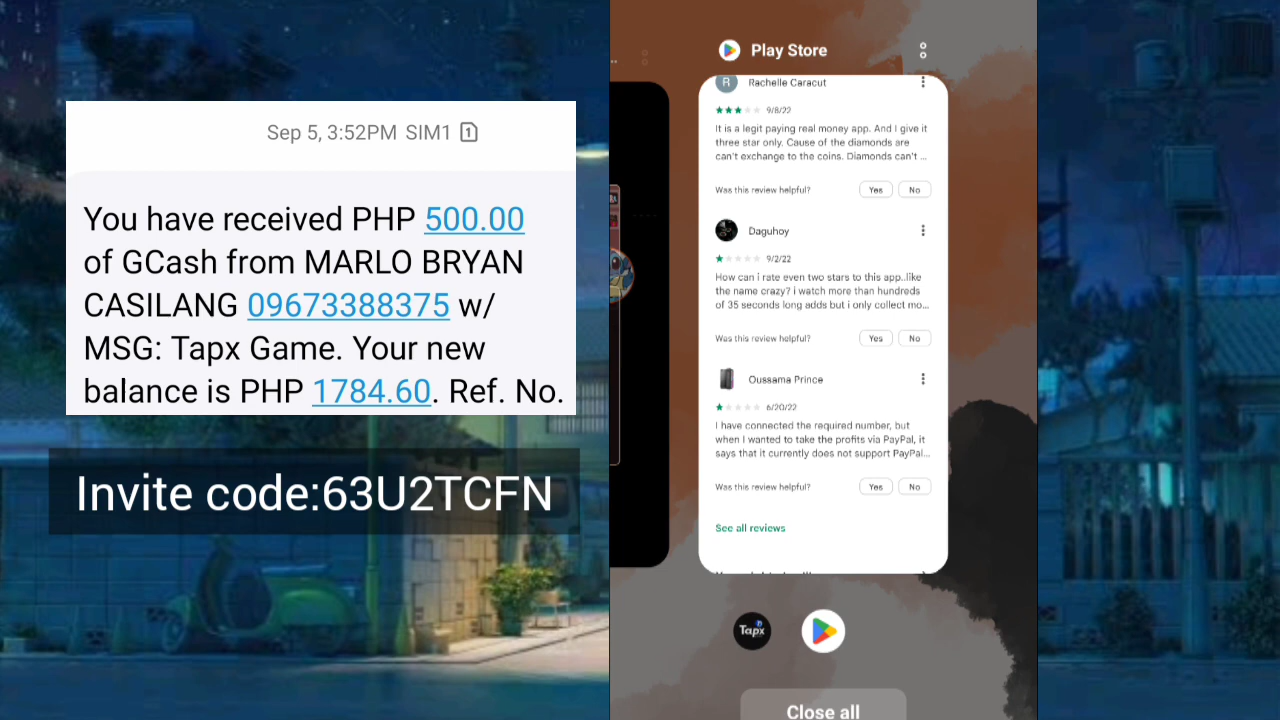 Sep 5, 3:52PM SIM1 1
You have received PHP 500.00
of GCash from MARLO BRYAN
CASILANG 09673388375 w/
MSG: Tapx Game. Your new
balance is PHP 1784.60. Ref. No.
Invite code:63U2TCFN
Play Store
R Rachelle Caracut
9/8/22
It is a legit paying real money app. And I give it
three star only. Cause of the diamonds are
can't exchange to the coins. Diamonds can't ...
Was this review helpful? Yes No
Daguhoy
9/2/22
How can i rate even two stars to this app..like
the name crazy? i watch more than hundreds
of 35 seconds long adds but i only collect mo...
Was this review helpful? Yes No
Oussama Prince
6/20/22
I have connected the required number, but
when I wanted to take the profits via PayPal, it
says that it currently does not support PayPal...
Was this review helpful? Yes No
See all reviews
Tapx
Close all